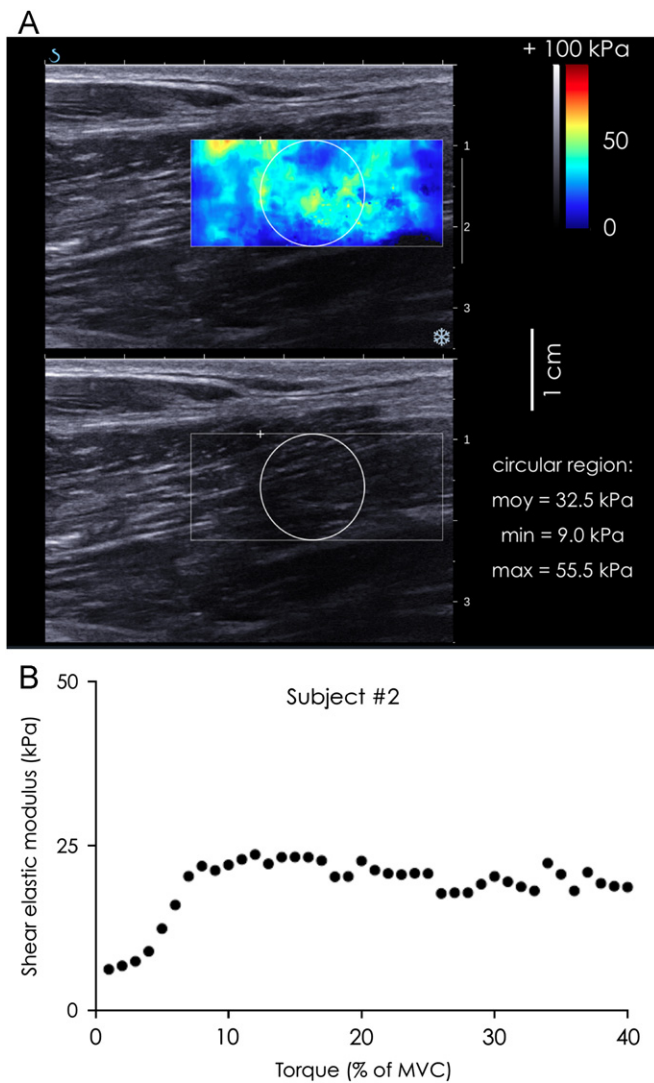 A
+ 100 kPa
50
0
1
2
3
1 cm
1
2
3
circular region:
moy = 32.5 kPa
min = 9.0 kPa
max = 55.5 kPa
B
Subject #2
Shear elastic modulus (kPa)
50
25
0
0
10
20
30
40
Torque (% of MVC)